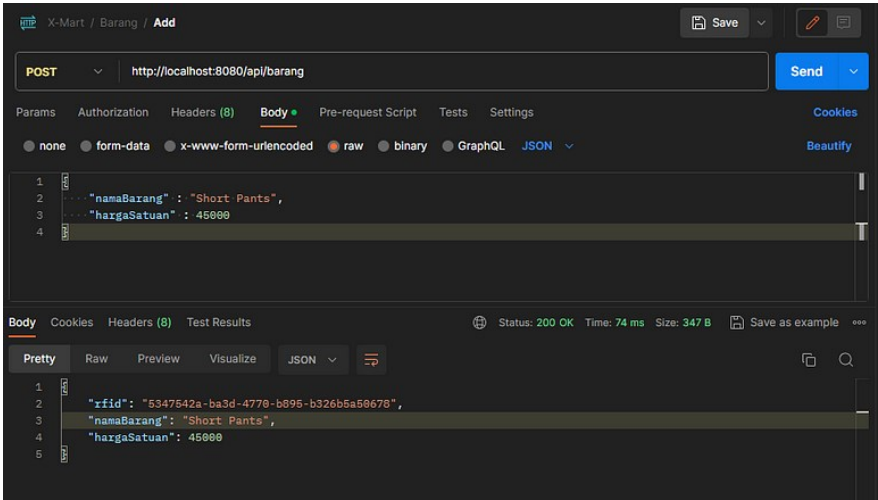 HTTP X-Mart / Barang / Add Save
POST http://localhost:8080/api/barang Send
Params Authorization Headers (8) Body Pre-request Script Tests Settings Cookies
none form-data x-www-form-urlencoded raw binary GraphQL JSON Beautify
1 {
2 "namaBarang" : "Short Pants",
3 "hargaSatuan" : 45000
4 }
Body Cookies Headers (8) Test Results Status: 200 OK Time: 74 ms Size: 347 B Save as example
Pretty Raw Preview Visualize JSON
1 {
2 "rfid": "5347542a-ba3d-4770-b895-b326b5a50678",
3 "namaBarang": "Short Pants",
4 "hargaSatuan": 45000
5 }